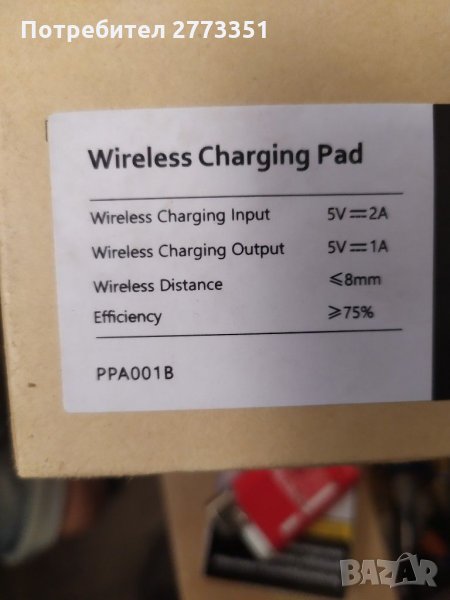 Потребител 2773351
Wireless Charging Pad
Wireless Charging Input 5V⎓2A
Wireless Charging Output 5V⎓1A
Wireless Distance ≤8mm
Efficiency ≥75%
PPA001B
BAZAR